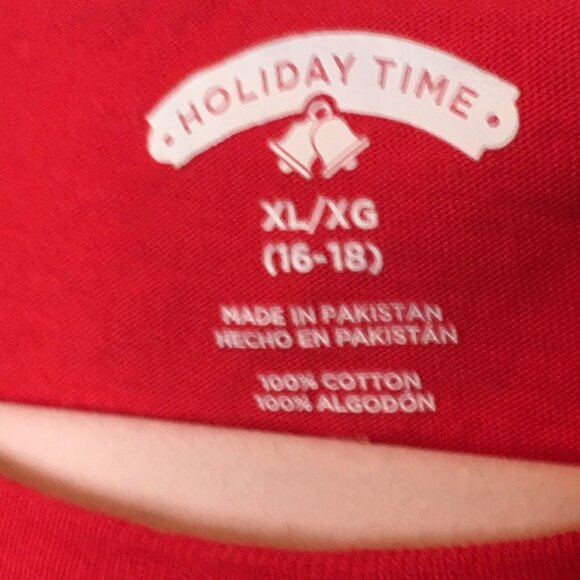 · HOLIDAY TIME ·
XL/XG
(16-18)
MADE IN PAKISTAN
HECHO EN PAKISTÁN
100% COTTON
100% ALGODÓN